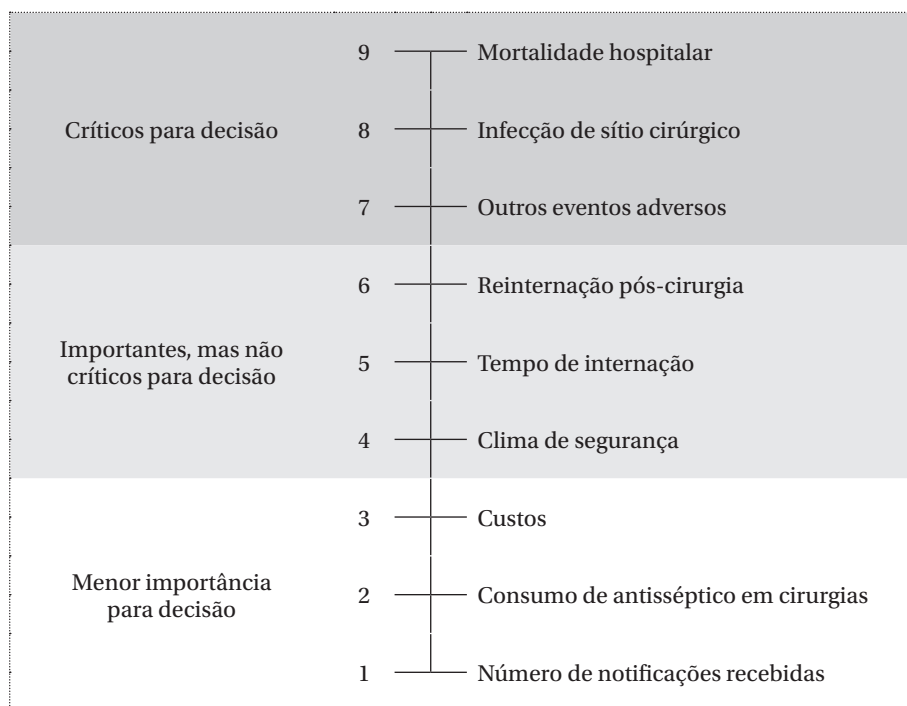 9 Mortalidade hospitalar
Críticos para decisão 8 Infecção de sítio cirúrgico
7 Outros eventos adversos
6 Reinternação pós-cirurgia
Importantes, mas não
críticos para decisão
5 Tempo de internação
4 Clima de segurança
3 Custos
Menor importância
para decisão
2 Consumo de antisséptico em cirurgias
1 Número de notificações recebidas